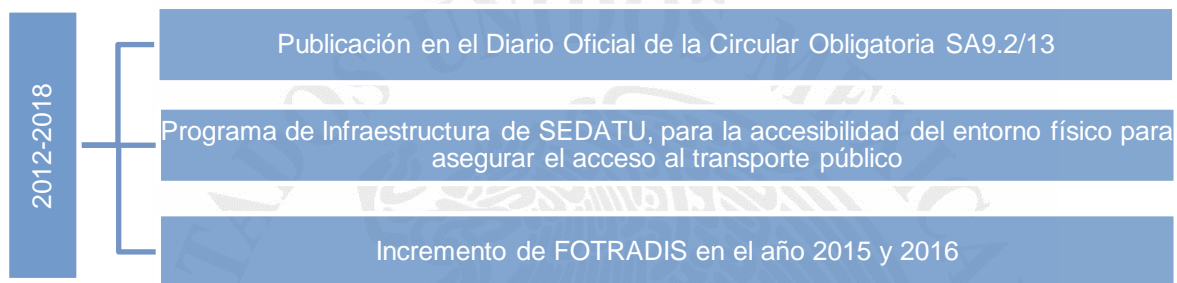 2012-2018
Publicación en el Diario Oficial de la Circular Obligatoria SA9.2/13
Programa de Infraestructura de SEDATU, para la accesibilidad del entorno físico para
asegurar el acceso al transporte público
Incremento de FOTRADIS en el año 2015 y 2016